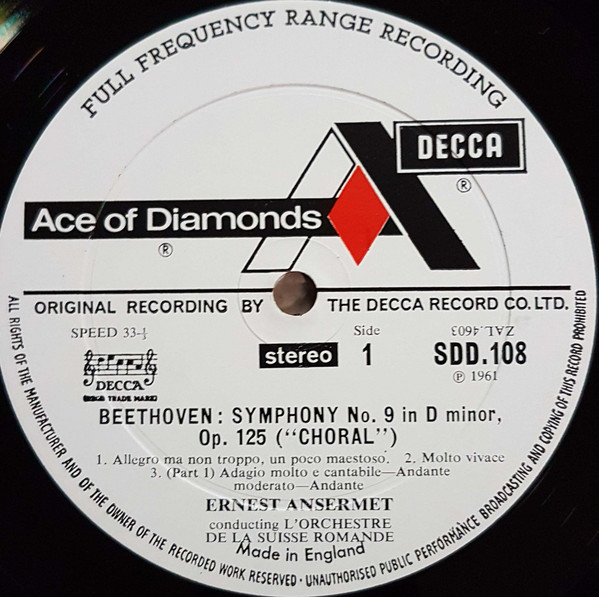 FULL FREQUENCY RANGE RECORDING
DECCA
®
Ace of Diamonds
®
ORIGINAL RECORDING BY THE DECCA RECORD CO. LTD.
SPEED 33⅓
Side
ZAL.4603
stereo 1 SDD.108
℗ 1961
DECCA
(REGD TRADE MARK)
BEETHOVEN: SYMPHONY No. 9 in D minor,
Op. 125 ("CHORAL")
1. Allegro ma non troppo, un poco maestoso. 2. Molto vivace
3. (Part 1) Adagio molto e cantabile—Andante
moderato—Andante
ERNEST ANSERMET
conducting L'ORCHESTRE
DE LA SUISSE ROMANDE
Made in England
ALL RIGHTS OF THE MANUFACTURER AND OF THE OWNER OF THE RECORDED WORK RESERVED · UNAUTHORISED PUBLIC PERFORMANCE BROADCASTING AND COPYING OF THIS RECORD PROHIBITED